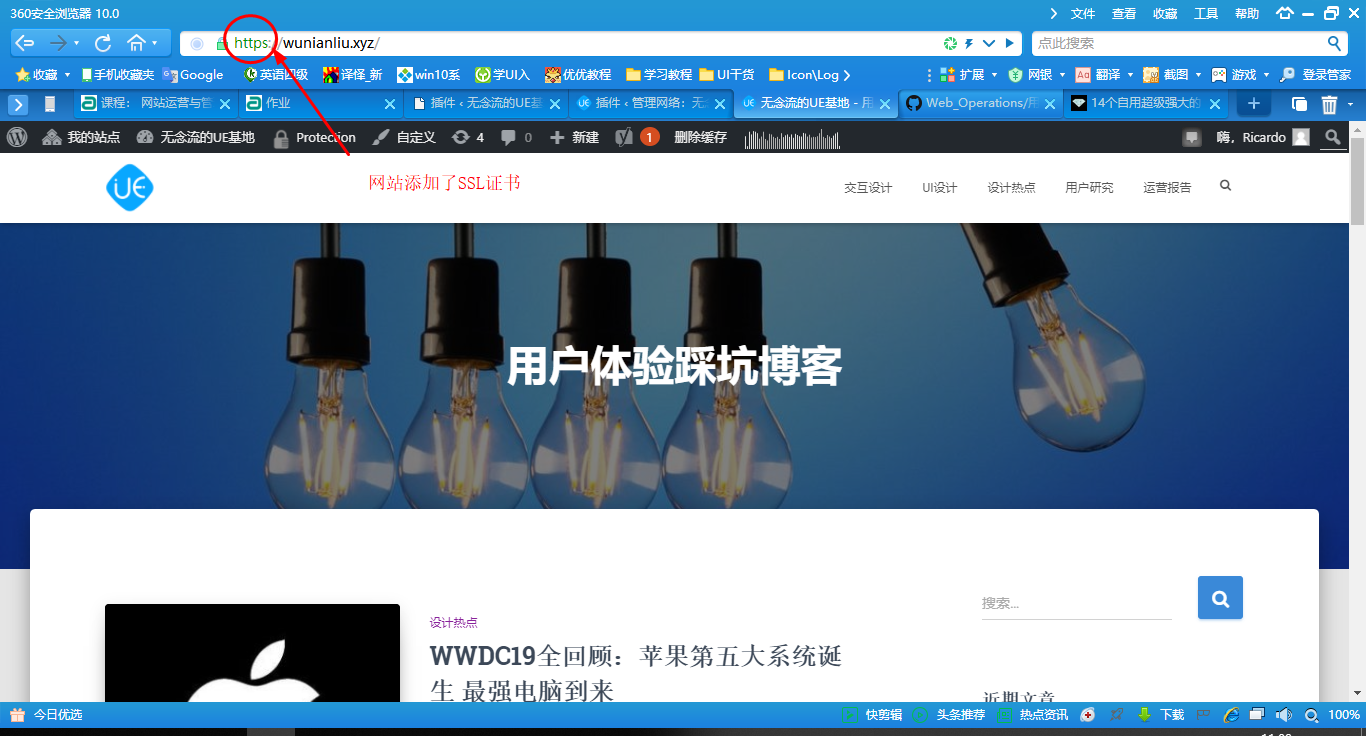 360安全浏览器 10.0
文件 查看 收藏 工具 帮助
https://wunianliu.xyz/
点此搜索
收藏 手机收藏夹 Google 英语四级 译怪_新 win10系 学UI入 优优教程 学习教程 UI干货 Icon\Log 扩展 网银 翻译 截图 游戏 登录管家
课程： 网站运营与管 作业 插件 ‹ 无念流的UE基 插件 ‹ 管理网络：无 无念流的UE基地 - 用 Web_Operations/用 14个自用超级强大的
我的站点 无念流的UE基地 Protection 自定义 4 0 新建 1 删除缓存 嗨，Ricardo
UE
网站添加了SSL证书
交互设计 UI设计 设计热点 用户研究 运营报告
用户体验踩坑博客
搜索...
设计热点
WWDC19全回顾：苹果第五大系统诞
生 最强电脑到来
近期文章
今日优选 快剪辑 头条推荐 热点资讯 下载 100%